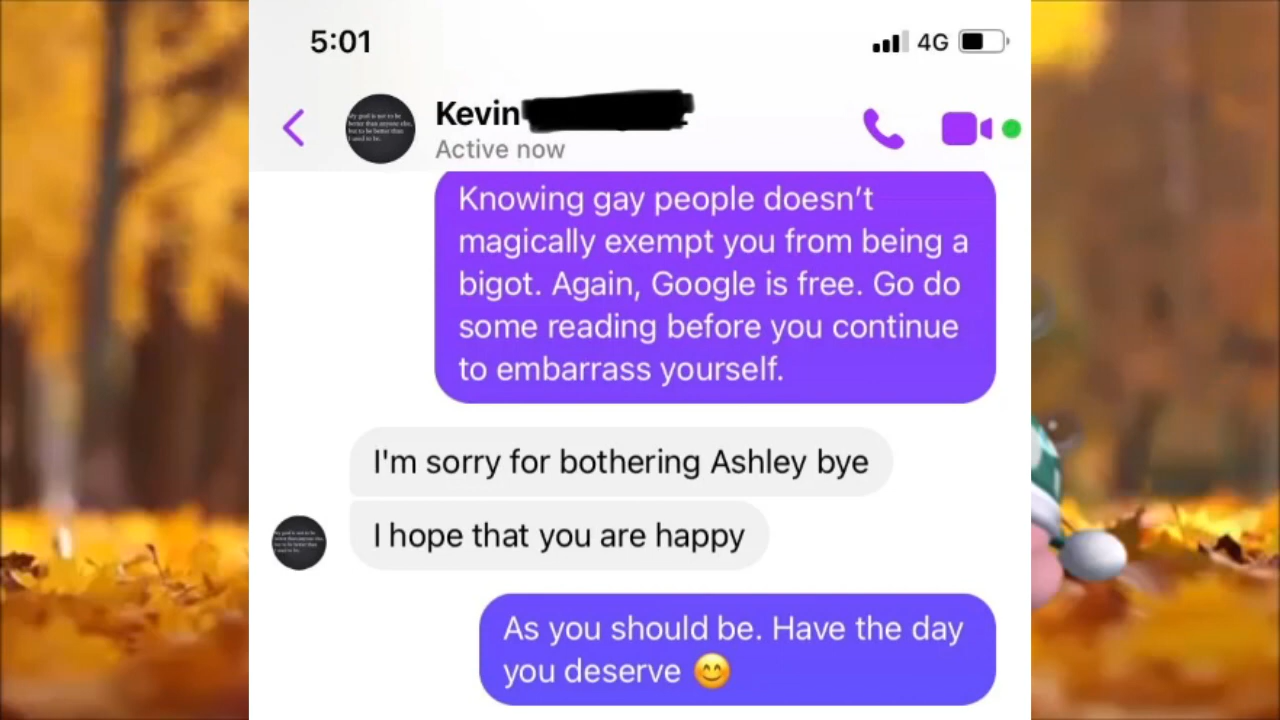 5:01
4G
Kevin
Active now
Knowing gay people doesn’t
magically exempt you from being a
bigot. Again, Google is free. Go do
some reading before you continue
to embarrass yourself.
I'm sorry for bothering Ashley bye
I hope that you are happy
As you should be. Have the day
you deserve 😊